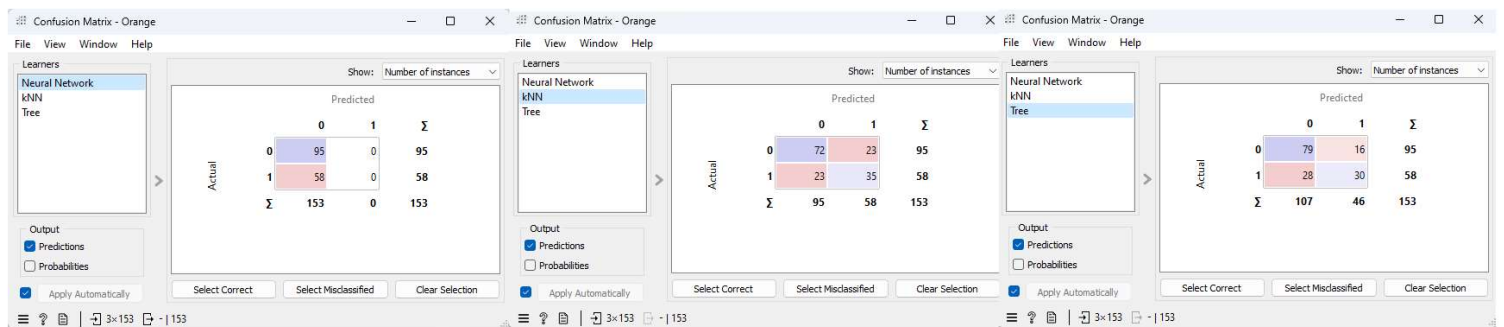 Confusion Matrix - Orange
File View Window Help
Learners
Neural Network
kNN
Tree
Output
Predictions
Probabilities
Apply Automatically
Show: Number of instances
Predicted
0 1 Σ
Actual
0 95 0 95
1 58 0 58
Σ 153 0 153
Select Correct Select Misclassified Clear Selection
3×153 - | 153
Confusion Matrix - Orange
File View Window Help
Learners
Neural Network
kNN
Tree
Output
Predictions
Probabilities
Apply Automatically
Show: Number of instances
Predicted
0 1 Σ
Actual
0 72 23 95
1 23 35 58
Σ 95 58 153
Select Correct Select Misclassified Clear Selection
3×153 - | 153
Confusion Matrix - Orange
File View Window Help
Learners
Neural Network
kNN
Tree
Output
Predictions
Probabilities
Apply Automatically
Show: Number of instances
Predicted
0 1 Σ
Actual
0 79 16 95
1 28 30 58
Σ 107 46 153
Select Correct Select Misclassified Clear Selection
3×153 - | 153